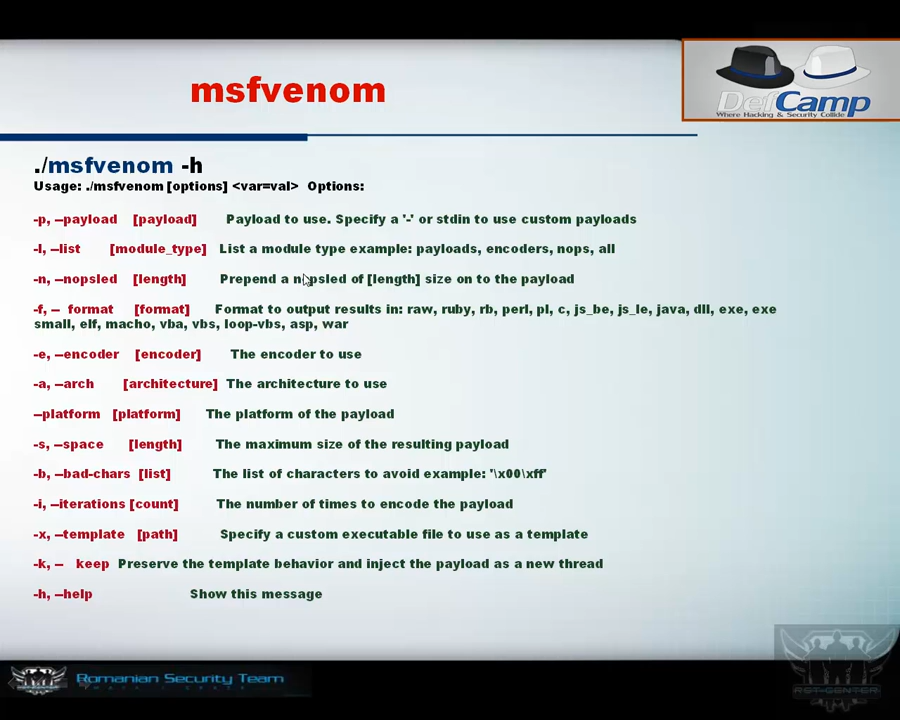 msfvenom
DefCamp
Where Hacking & Security Collide
./msfvenom -h
Usage: ./msfvenom [options] <var=val> Options:
-p, --payload [payload] Payload to use. Specify a '-' or stdin to use custom payloads
-l, --list [module_type] List a module type example: payloads, encoders, nops, all
-n, --nopsled [length] Prepend a nopsled of [length] size on to the payload
-f, -- format [format] Format to output results in: raw, ruby, rb, perl, pl, c, js_be, js_le, java, dll, exe, exe
small, elf, macho, vba, vbs, loop-vbs, asp, war
-e, --encoder [encoder] The encoder to use
-a, --arch [architecture] The architecture to use
--platform [platform] The platform of the payload
-s, --space [length] The maximum size of the resulting payload
-b, --bad-chars [list] The list of characters to avoid example: '\x00\xff'
-i, --iterations [count] The number of times to encode the payload
-x, --template [path] Specify a custom executable file to use as a template
-k, -- keep Preserve the template behavior and inject the payload as a new thread
-h, --help Show this message
Romanian Security Team
RST-CENTER